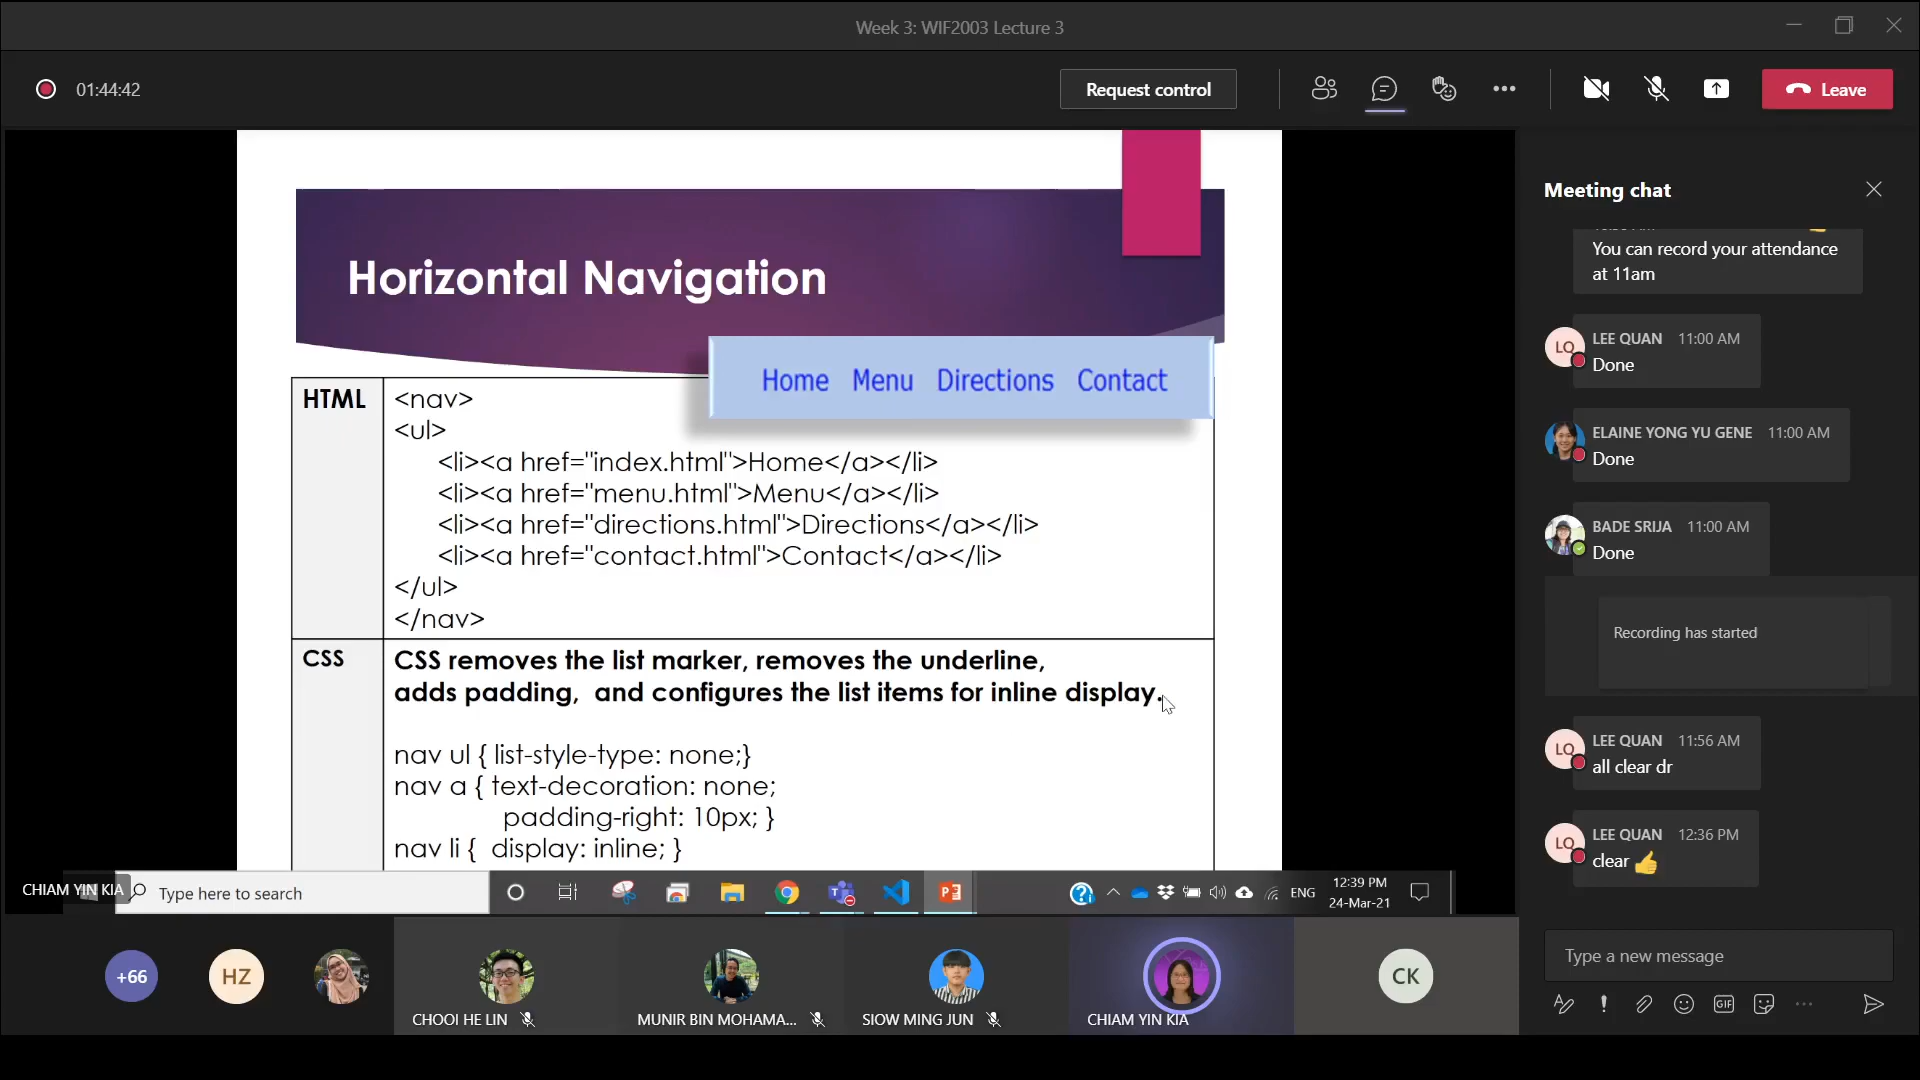 Week 3: WIF2003 Lecture 3
01:44:42
Request control
Leave
Horizontal Navigation
Home Menu Directions Contact
HTML
<nav>
<ul>
<li><a href="index.html">Home</a></li>
<li><a href="menu.html">Menu</a></li>
<li><a href="directions.html">Directions</a></li>
<li><a href="contact.html">Contact</a></li>
</ul>
</nav>
CSS
CSS removes the list marker, removes the underline,
adds padding, and configures the list items for inline display.
nav ul { list-style-type: none;}
nav a { text-decoration: none;
padding-right: 10px; }
nav li { display: inline; }
CHIAM YIN KIA
Type here to search
ENG
12:39 PM
24-Mar-21
+66
HZ
CHOOI HE LIN
MUNIR BIN MOHAMA...
SIOW MING JUN
CHIAM YIN KIA
CK
Meeting chat
You can record your attendance
at 11am
LQ
LEE QUAN 11:00 AM
Done
ELAINE YONG YU GENE 11:00 AM
Done
BADE SRIJA 11:00 AM
Done
Recording has started
LQ
LEE QUAN 11:56 AM
all clear dr
LQ
LEE QUAN 12:36 PM
clear 👍
Type a new message
GIF